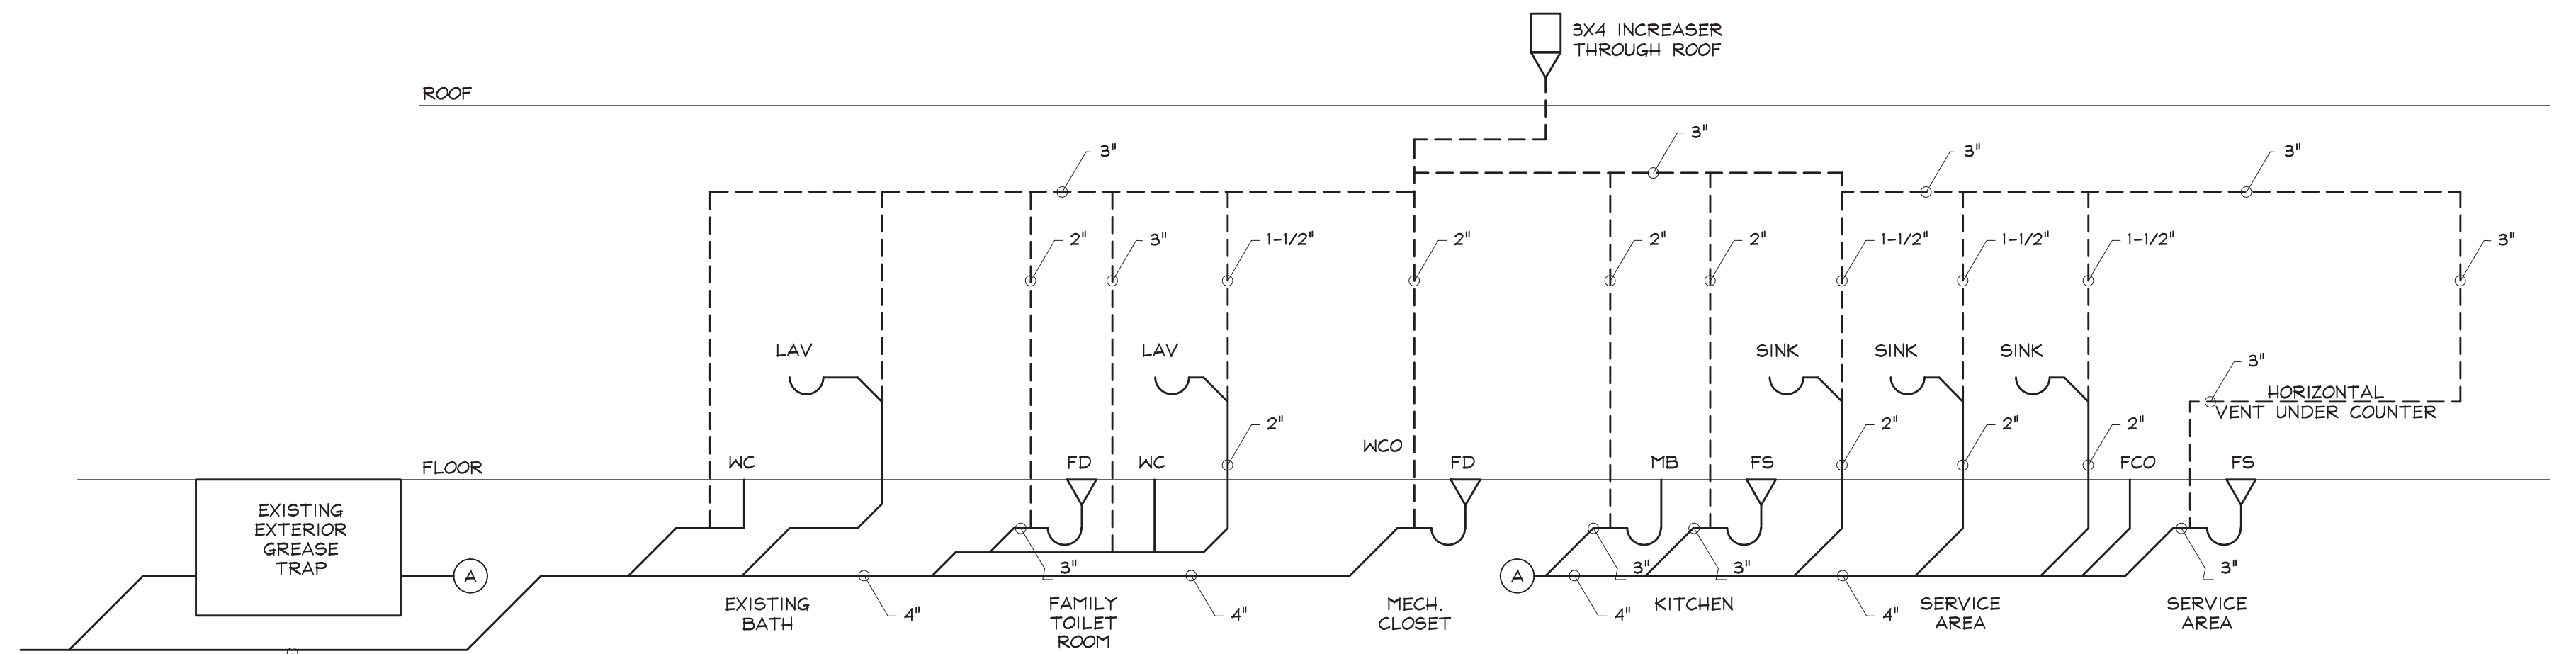 3X4 INCREASER
THROUGH ROOF
ROOF
3"
3"
3"
3"
2"
3"
1-1/2"
2"
2"
2"
1-1/2"
1-1/2"
1-1/2"
3"
LAV
LAV
SINK
SINK
SINK
3"
HORIZONTAL
VENT UNDER COUNTER
2"
2"
2"
2"
WCO
FLOOR
WC
FD
WC
FD
MB
FS
FCO
FS
EXISTING
EXTERIOR
GREASE
TRAP
A
3"
A
3"
3"
3"
4"
4"
4"
4"
EXISTING
BATH
FAMILY
TOILET
ROOM
MECH.
CLOSET
KITCHEN
SERVICE
AREA
SERVICE
AREA